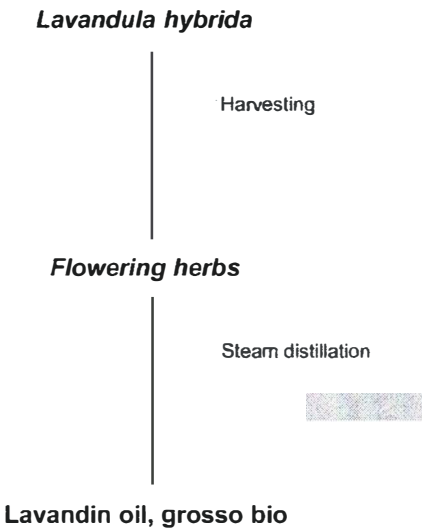 Lavandula hybrida
Harvesting
Flowering herbs
Steam distillation
Lavandin oil, grosso bio